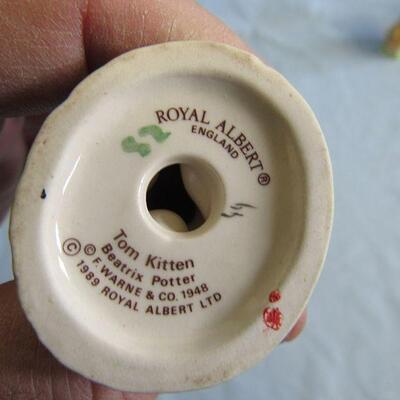 ROYAL ALBERT®
ENGLAND
Tom Kitten
Beatrix Potter
© F. WARNE & CO. 1948
© 1989 ROYAL ALBERT LTD